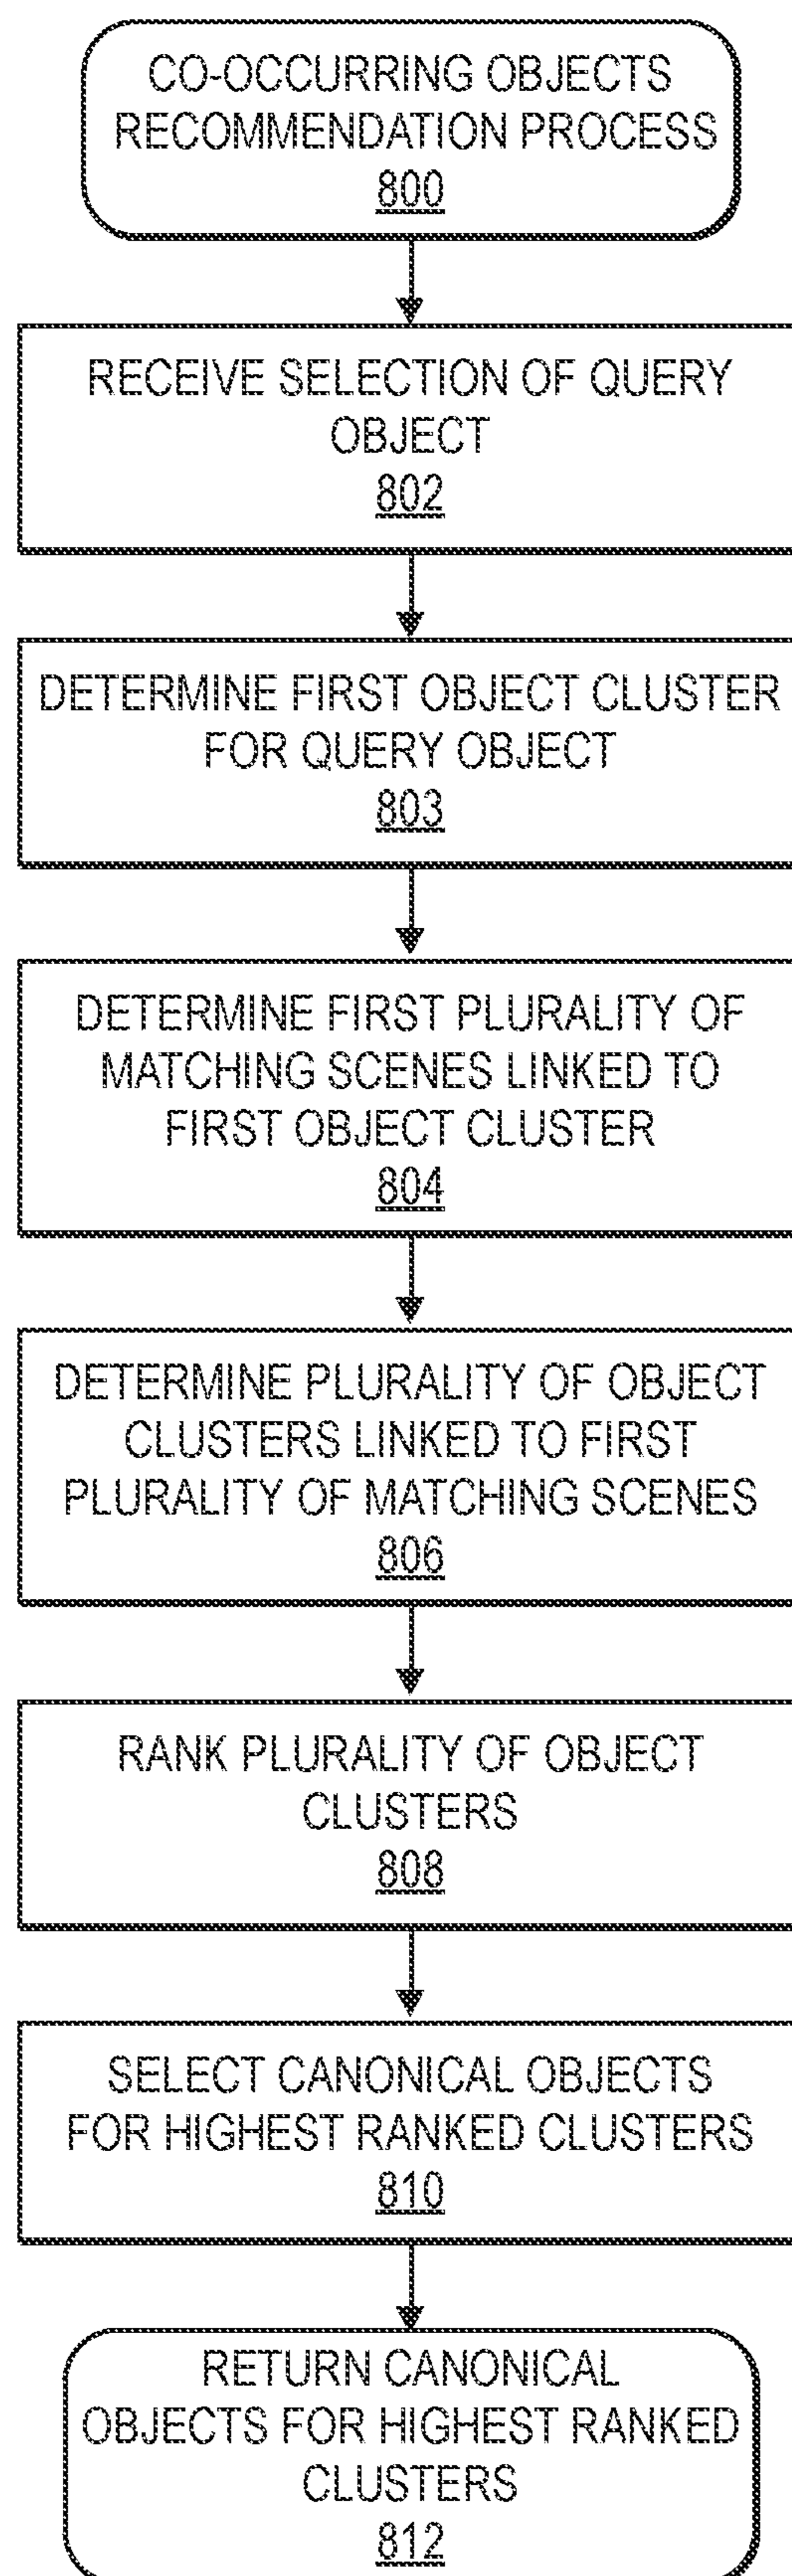 CO-OCCURRING OBJECTS
RECOMMENDATION PROCESS
800
RECEIVE SELECTION OF QUERY
OBJECT
802
DETERMINE FIRST OBJECT CLUSTER
FOR QUERY OBJECT
803
DETERMINE FIRST PLURALITY OF
MATCHING SCENES LINKED TO
FIRST OBJECT CLUSTER
804
DETERMINE PLURALITY OF OBJECT
CLUSTERS LINKED TO FIRST
PLURALITY OF MATCHING SCENES
806
RANK PLURALITY OF OBJECT
CLUSTERS
808
SELECT CANONICAL OBJECTS
FOR HIGHEST RANKED CLUSTERS
810
RETURN CANONICAL
OBJECTS FOR HIGHEST RANKED
CLUSTERS
812